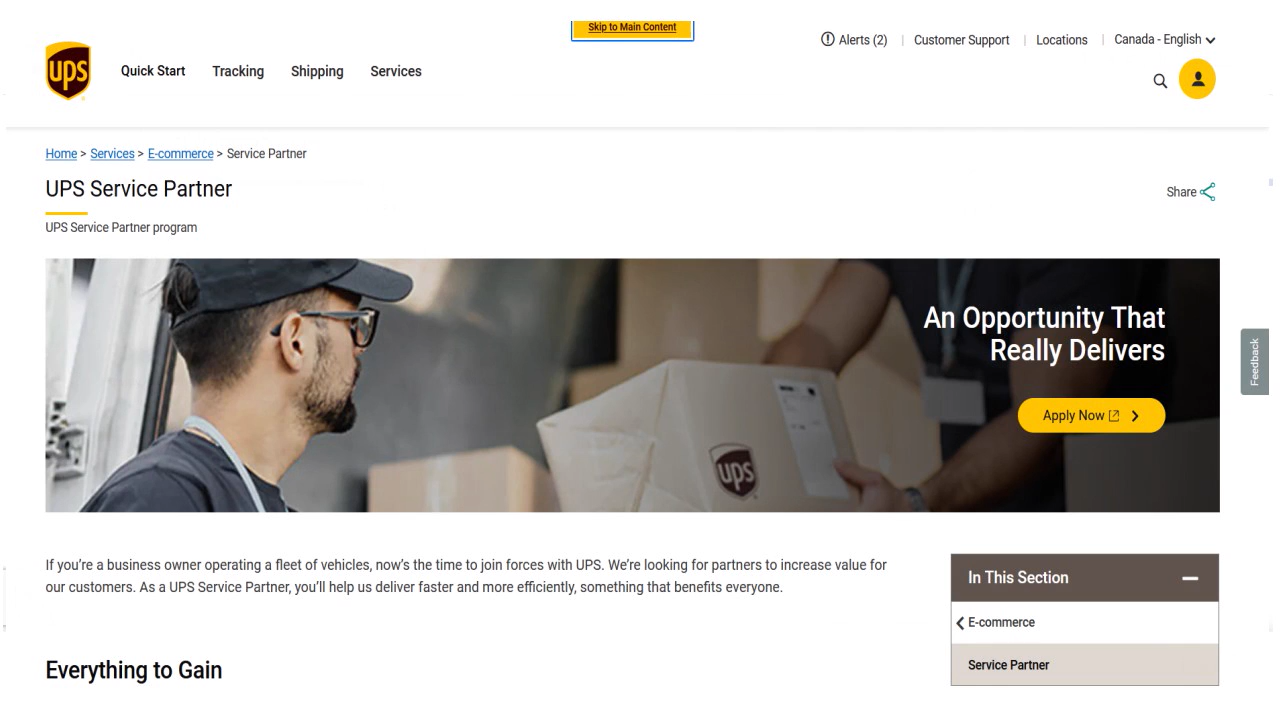 Skip to Main Content
Alerts (2) | Customer Support | Locations | Canada - English
ups
Quick Start Tracking Shipping Services
Home > Services > E-commerce > Service Partner
UPS Service Partner
Share
UPS Service Partner program
An Opportunity That
Really Delivers
Apply Now
ups
Feedback
If you're a business owner operating a fleet of vehicles, now's the time to join forces with UPS. We're looking for partners to increase value for
our customers. As a UPS Service Partner, you'll help us deliver faster and more efficiently, something that benefits everyone.
In This Section
E-commerce
Service Partner
Everything to Gain